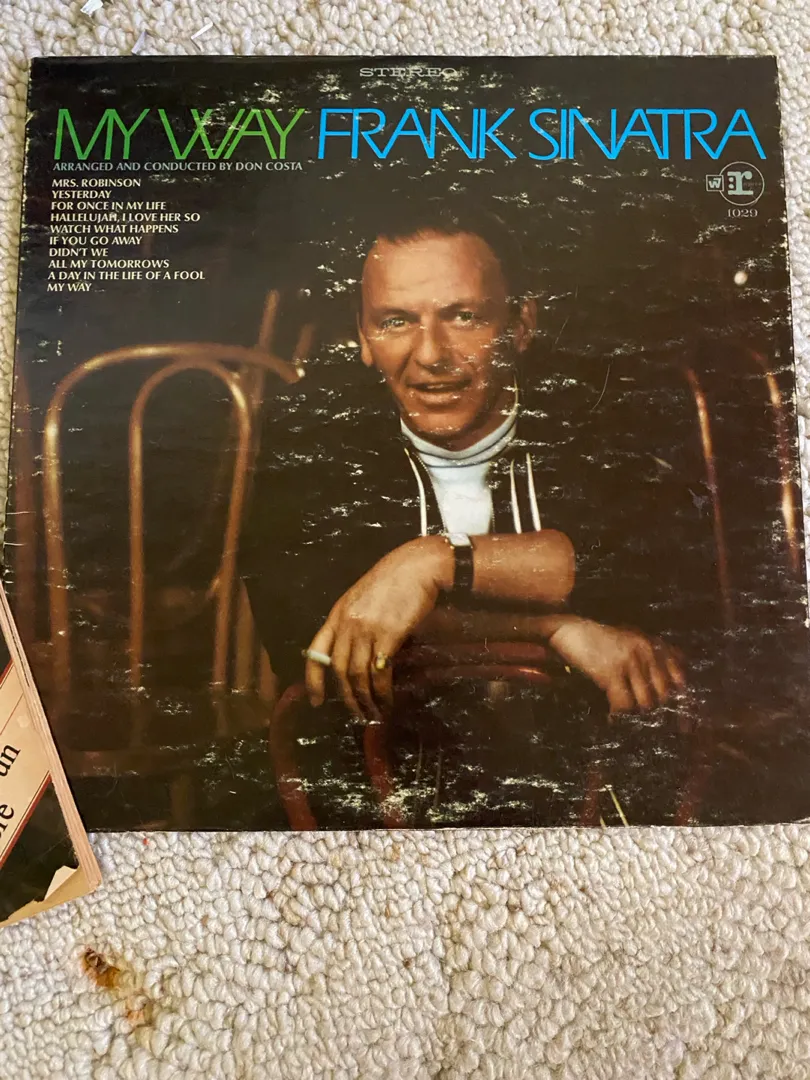 STEREO
MY WAY FRANK SINATRA
ARRANGED AND CONDUCTED BY DON COSTA
MRS. ROBINSON
YESTERDAY
FOR ONCE IN MY LIFE
HALLELUJAH, I LOVE HER SO
WATCH WHAT HAPPENS
IF YOU GO AWAY
DIDN'T WE
ALL MY TOMORROWS
A DAY IN THE LIFE OF A FOOL
MY WAY
W
r
1029
un